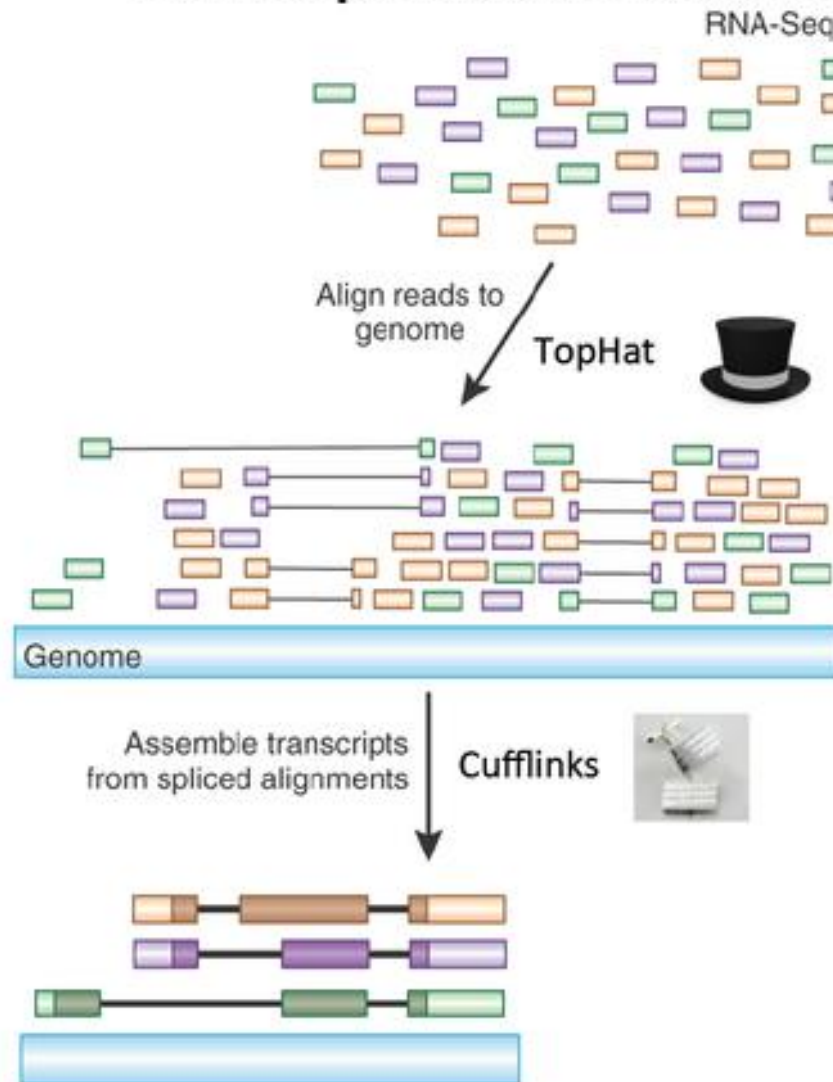 RNA-Seq
Align reads to
genome
TopHat
Genome
Assemble transcripts
from spliced alignments
Cufflinks